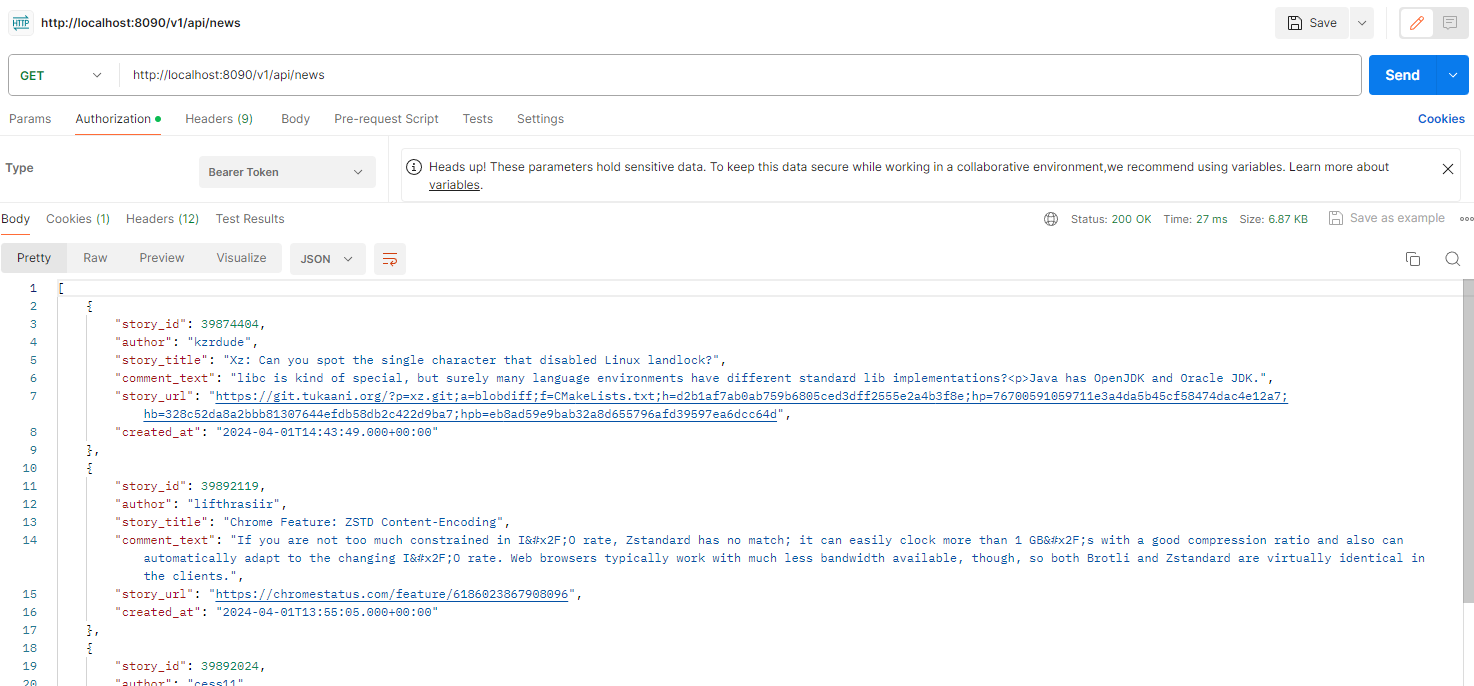 HTTP http://localhost:8090/v1/api/news Save
GET http://localhost:8090/v1/api/news Send
Params Authorization Headers (9) Body Pre-request Script Tests Settings Cookies
Type Bearer Token
Heads up! These parameters hold sensitive data. To keep this data secure while working in a collaborative environment,we recommend using variables. Learn more about
variables.
Body Cookies (1) Headers (12) Test Results Status: 200 OK Time: 27 ms Size: 6.87 KB Save as example
Pretty Raw Preview Visualize JSON
1 [
2 {
3 "story_id": 39874404,
4 "author": "kzrdude",
5 "story_title": "Xz: Can you spot the single character that disabled Linux landlock?",
6 "comment_text": "libc is kind of special, but surely many language environments have different standard lib implementations?<p>Java has OpenJDK and Oracle JDK.",
7 "story_url": "https://git.tukaani.org/?p=xz.git;a=blobdiff;f=CMakeLists.txt;h=d2b1af7ab0ab759b6805ced3dff2555e2a4b3f8e;hp=76700591059711e3a4da5b45cf58474dac4e12a7;
hb=328c52da8a2bbb81307644efdb58db2c422d9ba7;hpb=eb8ad59e9bab32a8d655796afd39597ea6dcc64d",
8 "created_at": "2024-04-01T14:43:49.000+00:00"
9 },
10 {
11 "story_id": 39892119,
12 "author": "lifthrasiir",
13 "story_title": "Chrome Feature: ZSTD Content-Encoding",
14 "comment_text": "If you are not too much constrained in I&#x2F;O rate, Zstandard has no match; it can easily clock more than 1 GB&#x2F;s with a good compression ratio and also can
automatically adapt to the changing I&#x2F;O rate. Web browsers typically work with much less bandwidth available, though, so both Brotli and Zstandard are virtually identical in
the clients.",
15 "story_url": "https://chromestatus.com/feature/6186023867908096",
16 "created_at": "2024-04-01T13:55:05.000+00:00"
17 },
18 {
19 "story_id": 39892024,
20 "author": "cess11"